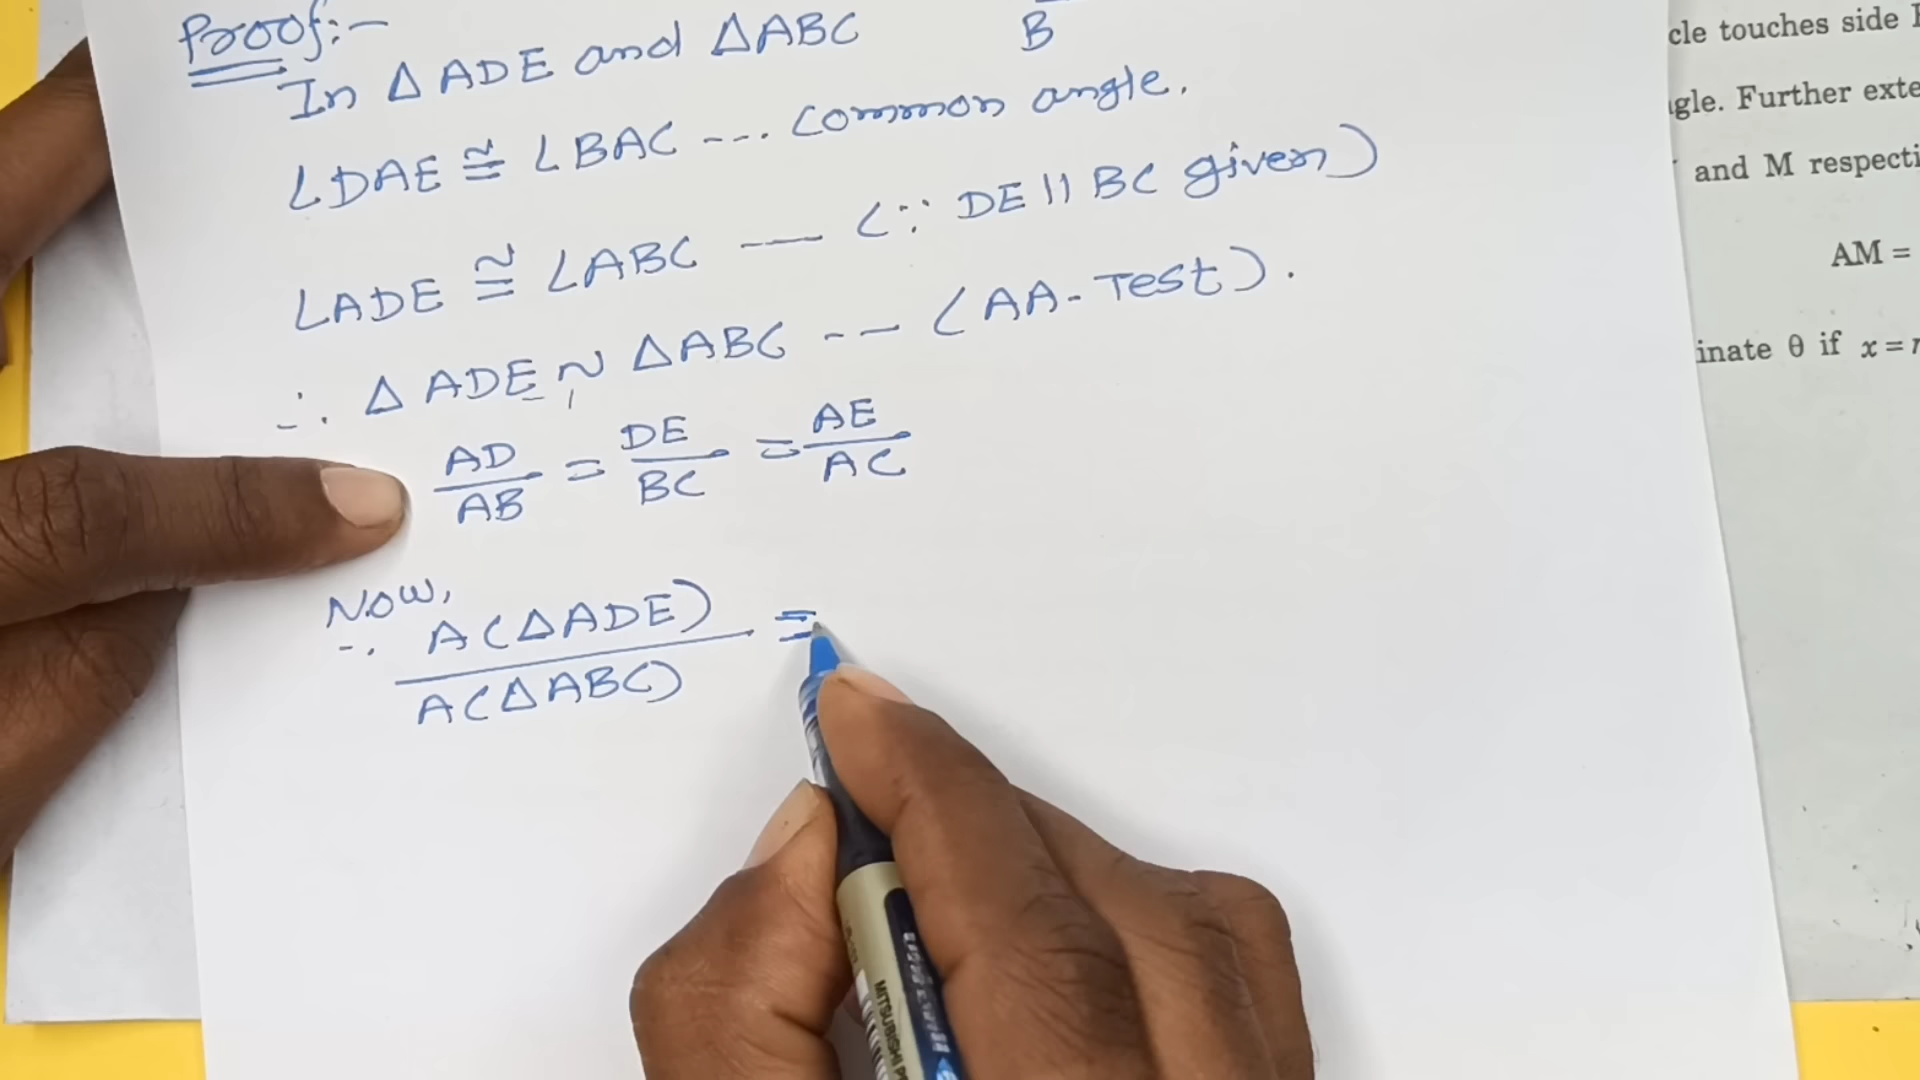 Proof:-
In △ADE and △ABC
B
∠DAE ≅ ∠BAC --- common angle.
∠ADE ≅ ∠ABC — (∵ DE || BC given)
∴ △ADE ~ △ABC -- (AA-Test).
AD/AB = DE/BC = AE/AC
Now,
∴ A(△ADE)/A(△ABC) =
cle touches side
gle. Further exte
and M respecti
AM =
inate θ if x =
MITSUBISHI